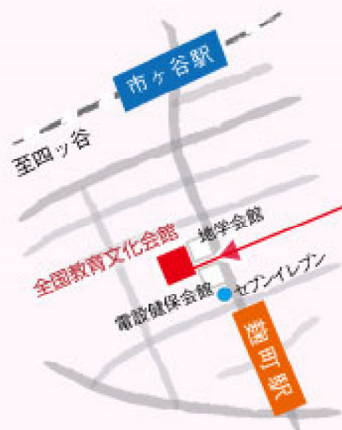 市ヶ谷駅
至四ッ谷
地学会館
全国教育文化会館
セブンイレブン
電設健保会館
麹町駅